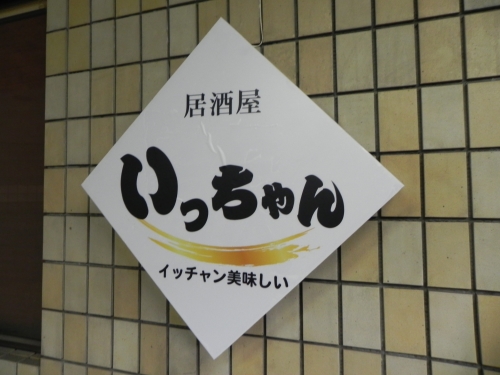 居酒屋
いっちゃん
イッチャン美味しい